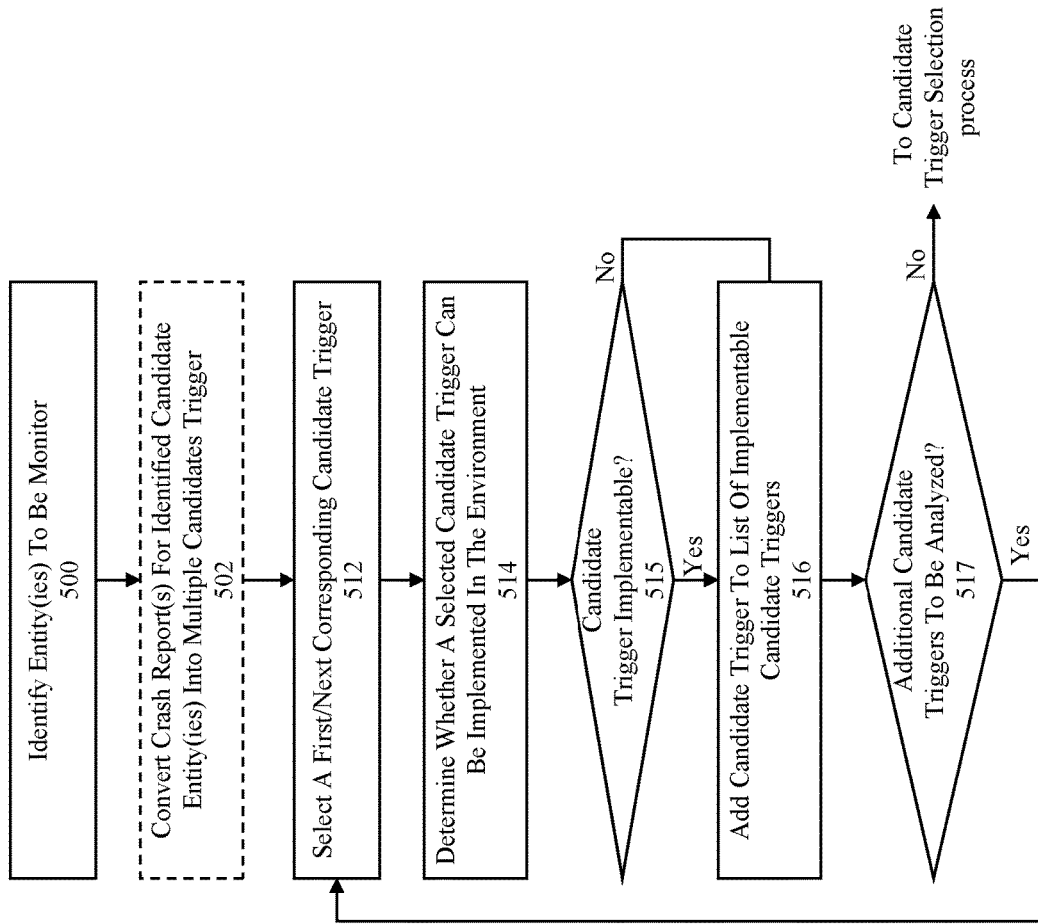 Identify Entity(ies) To Be Monitor
500
Convert Crash Report(s) For Identified Candidate
Entity(ies) Into Multiple Candidates Trigger
502
Select A First/Next Corresponding Candidate Trigger
512
Determine Whether A Selected Candidate Trigger Can
Be Implemented In The Environment
514
Candidate
Trigger Implementable?
515
No
Yes
Add Candidate Trigger To List Of Implementable
Candidate Triggers
516
Additional Candidate
Triggers To Be Analyzed?
517
No
Yes
To Candidate
Trigger Selection
process